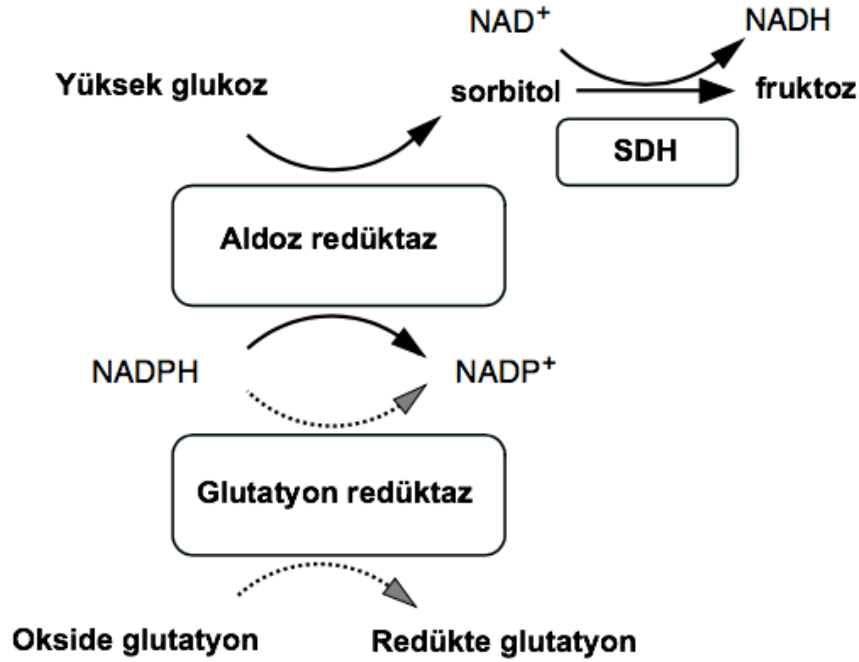 NAD⁺ NADH
Yüksek glukoz sorbitol fruktoz
SDH
Aldoz redüktaz
NADPH NADP⁺
Glutatyon redüktaz
Okside glutatyon Redükte glutatyon